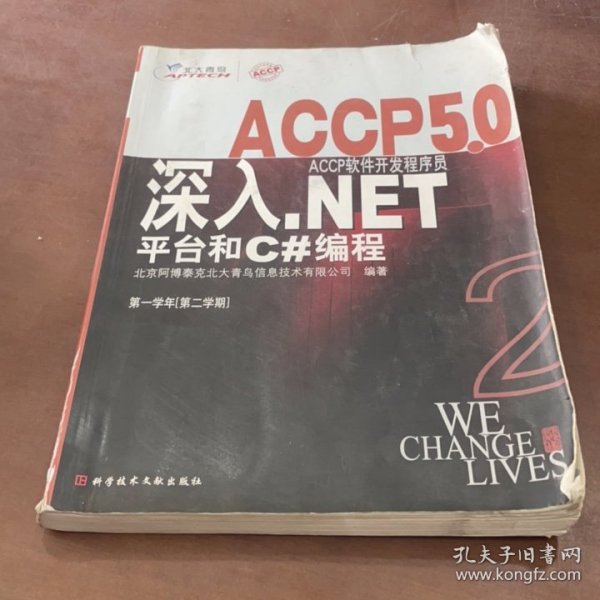 北大青鸟
APTECH
ACCP
ACCP5.0
ACCP软件开发程序员
深入.NET
平台和C#编程
北京阿博泰克北大青鸟信息技术有限公司 编著
第一学年[第二学期]
2
WE
CHANGE
LIVES
科学技术文献出版社
孔夫子旧书网
www.kongfz.com